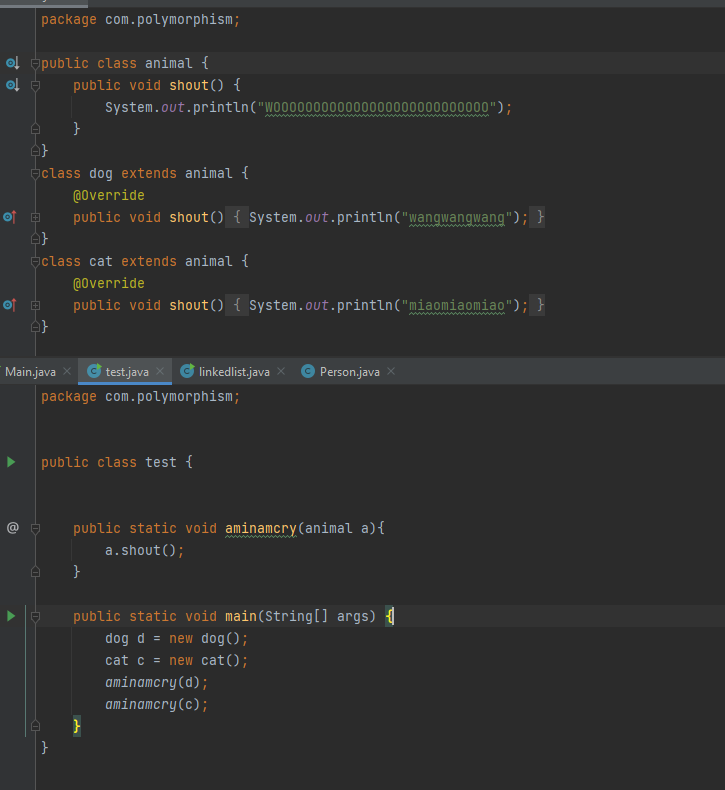 package com.polymorphism;
public class animal {
public void shout() {
System.out.println("WOOOOOOOOOOOOOOOOOOOOOOOOOOO");
}
}
class dog extends animal {
@Override
public void shout() { System.out.println("wangwangwang"); }
}
class cat extends animal {
@Override
public void shout() { System.out.println("miaomiaomiao"); }
}
Main.java test.java linkedlist.java Person.java
package com.polymorphism;
public class test {
public static void aminamcry(animal a){
a.shout();
}
public static void main(String[] args) {
dog d = new dog();
cat c = new cat();
aminamcry(d);
aminamcry(c);
}
}